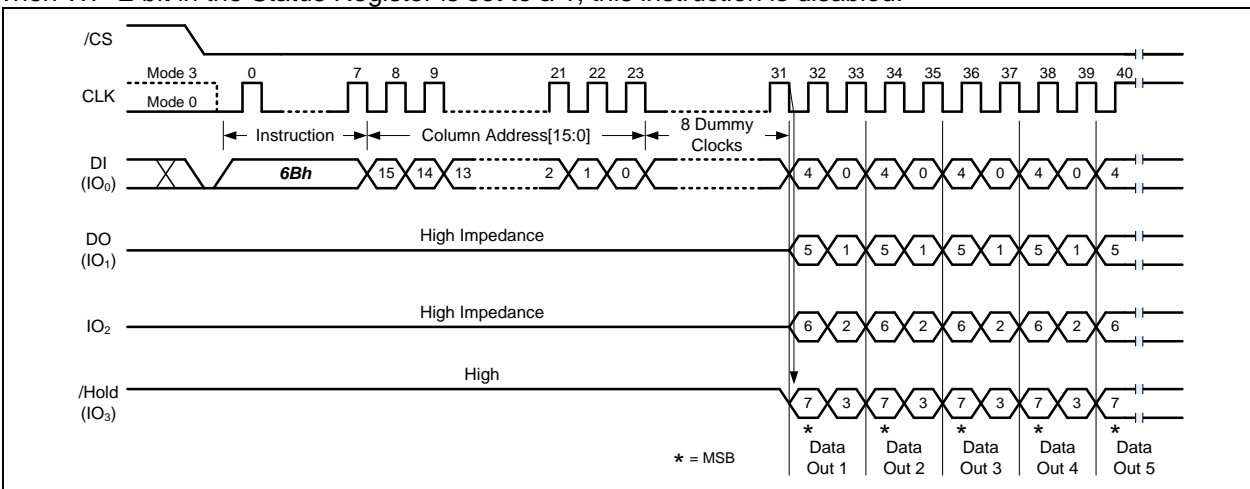 /CS
Mode 3 0 7 8 9 21 22 23 31 32 33 34 35 36 37 38 39 40
CLK
Mode 0
Instruction Column Address[15:0] 8 Dummy
Clocks
DI
(IO0) 6Bh 15 14 13 2 1 0 4 0 4 0 4 0 4 0 4
DO
(IO1) High Impedance 5 1 5 1 5 1 5 1 5
IO2 High Impedance 6 2 6 2 6 2 6 2 6
/Hold
(IO3) High 7 3 7 3 7 3 7 3 7
* * * * *
* = MSB
Data Data Data Data Data
Out 1 Out 2 Out 3 Out 4 Out 5